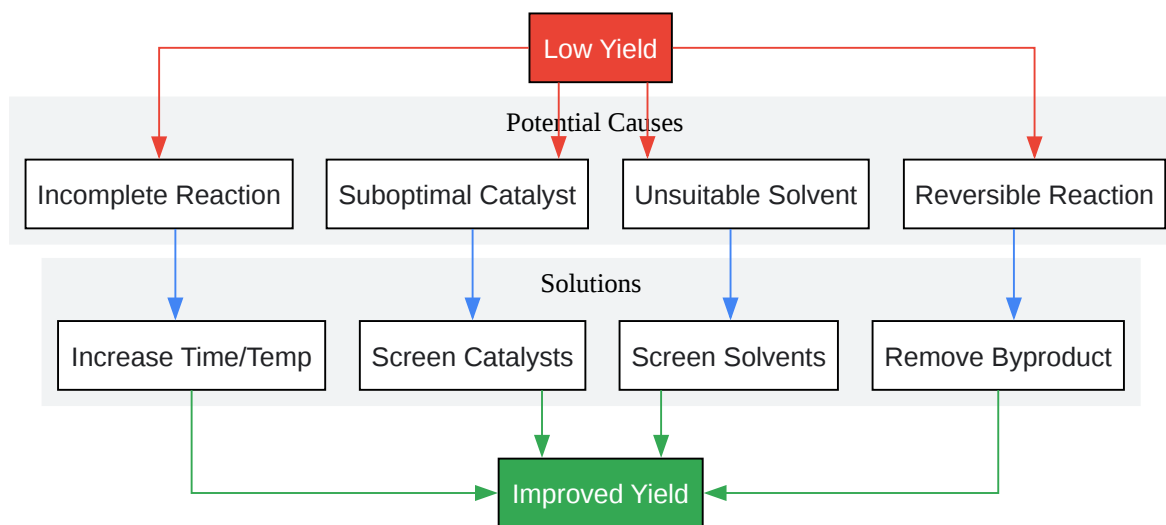 Low Yield
Potential Causes
Incomplete Reaction
Suboptimal Catalyst
Unsuitable Solvent
Reversible Reaction
Solutions
Increase Time/Temp
Screen Catalysts
Screen Solvents
Remove Byproduct
Improved Yield